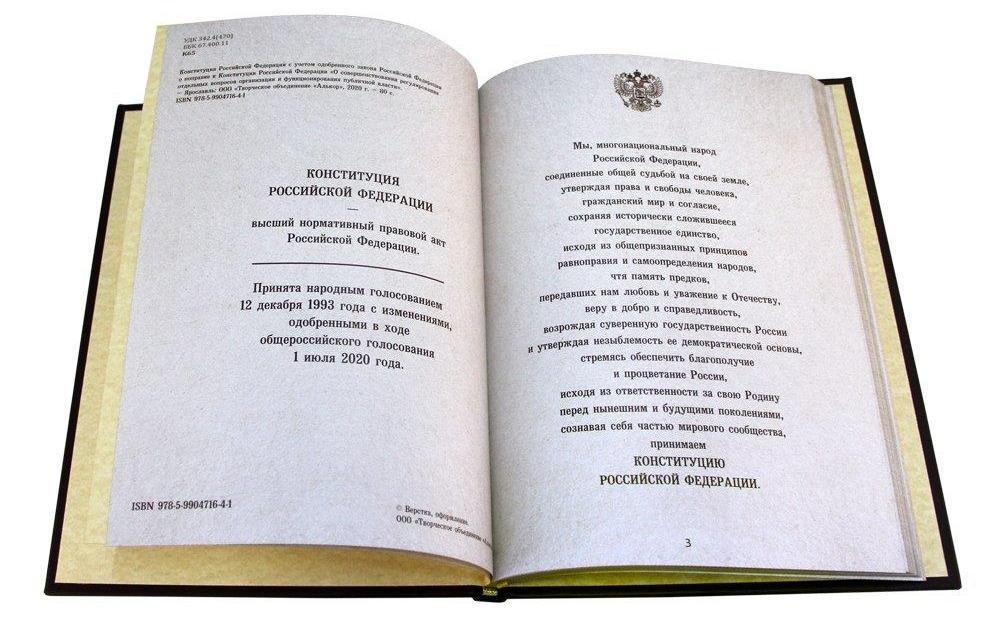 УДК 342.4(470)
ББК 67.400.11
К65
Конституция Российской Федерации с учетом одобренного закона Российской Федерации
о поправке к Конституции Российской Федерации «О совершенствовании регулирования
отдельных вопросов организации и функционирования публичной власти».
– Ярославль: ООО «Творческое объединение «Алькор», 2020 г. – 80 с.
ISBN 978-5-9904716-4-1
КОНСТИТУЦИЯ
РОССИЙСКОЙ ФЕДЕРАЦИИ
—
высший нормативный правовой акт
Российской Федерации.
Принята народным голосованием
12 декабря 1993 года с изменениями,
одобренными в ходе
общероссийского голосования
1 июля 2020 года.
ISBN 978-5-9904716-4-1
© Верстка, оформление.
ООО «Творческое объединение
Мы, многонациональный народ
Российской Федерации,
соединенные общей судьбой на своей земле,
утверждая права и свободы человека,
гражданский мир и согласие,
сохраняя исторически сложившееся
государственное единство,
исходя из общепризнанных принципов
равноправия и самоопределения народов,
чтя память предков,
передавших нам любовь и уважение к Отечеству,
веру в добро и справедливость,
возрождая суверенную государственность России
и утверждая незыблемость ее демократической основы,
стремясь обеспечить благополучие
и процветание России,
исходя из ответственности за свою Родину
перед нынешним и будущими поколениями,
сознавая себя частью мирового сообщества,
принимаем
КОНСТИТУЦИЮ
РОССИЙСКОЙ ФЕДЕРАЦИИ.
3